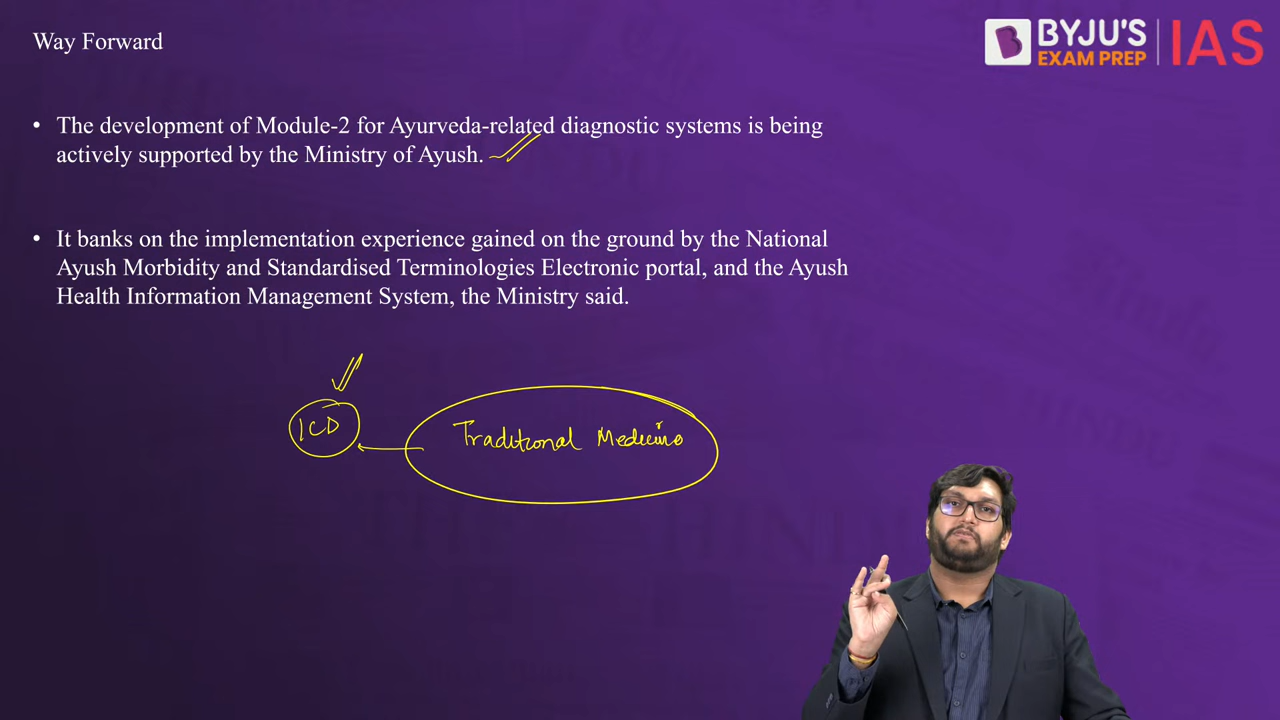 Way Forward
BYJU'S
EXAM PREP
IAS
• The development of Module-2 for Ayurveda-related diagnostic systems is being
actively supported by the Ministry of Ayush.
• It banks on the implementation experience gained on the ground by the National
Ayush Morbidity and Standardised Terminologies Electronic portal, and the Ayush
Health Information Management System, the Ministry said.
ICD
Traditional Medicine